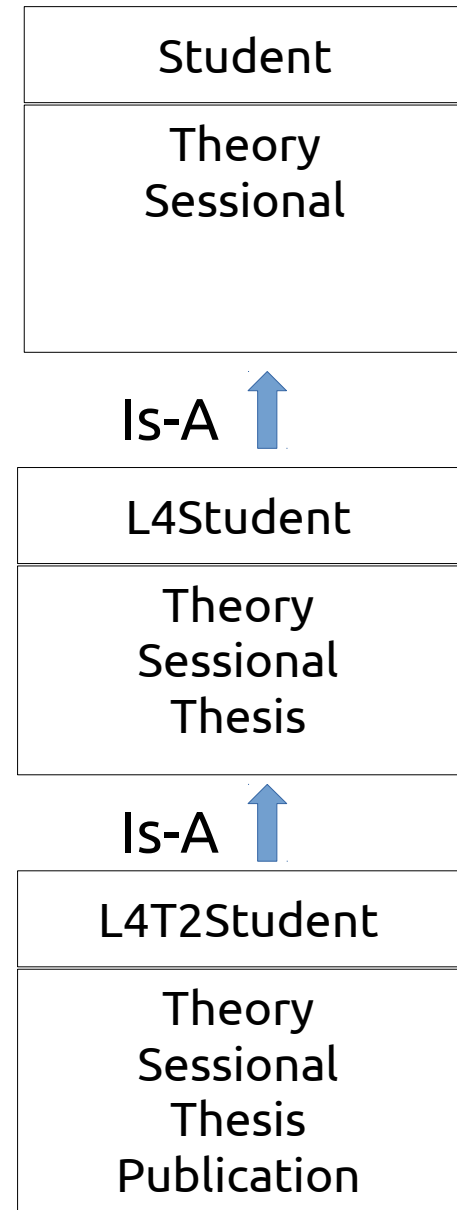 Student
Theory
Sessional
Is-A
L4Student
Theory
Sessional
Thesis
Is-A
L4T2Student
Theory
Sessional
Thesis
Publication